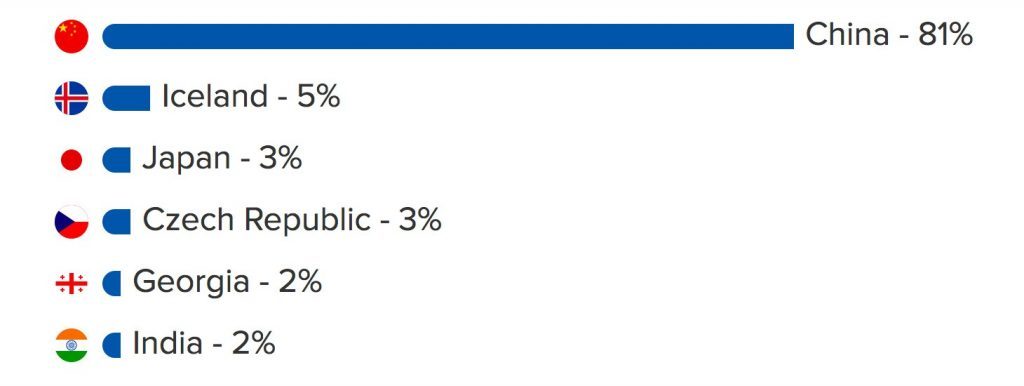 China - 81%
Iceland - 5%
Japan - 3%
Czech Republic - 3%
Georgia - 2%
India - 2%